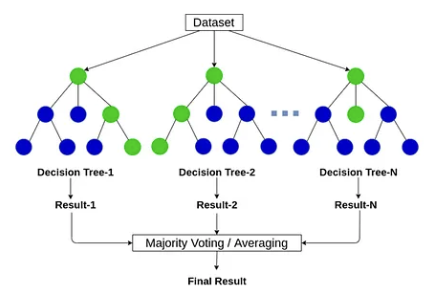 Dataset
Decision Tree-1
Decision Tree-2
Decision Tree-N
Result-1
Result-2
Result-N
Majority Voting / Averaging
Final Result